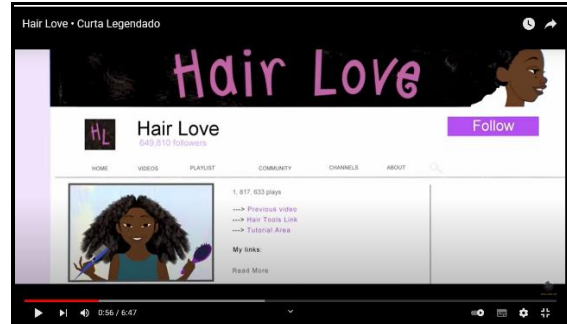 Hair Love • Curta Legendado
Hair Love
HL
Hair Love
649,810 followers
Follow
HOME VIDEOS PLAYLIST COMMUNITY CHANNELS ABOUT
1, 817, 633 plays
---> Previous video
---> Hair Tools Link
---> Tutorial Area
My links:
Read More
0:56 / 6:47